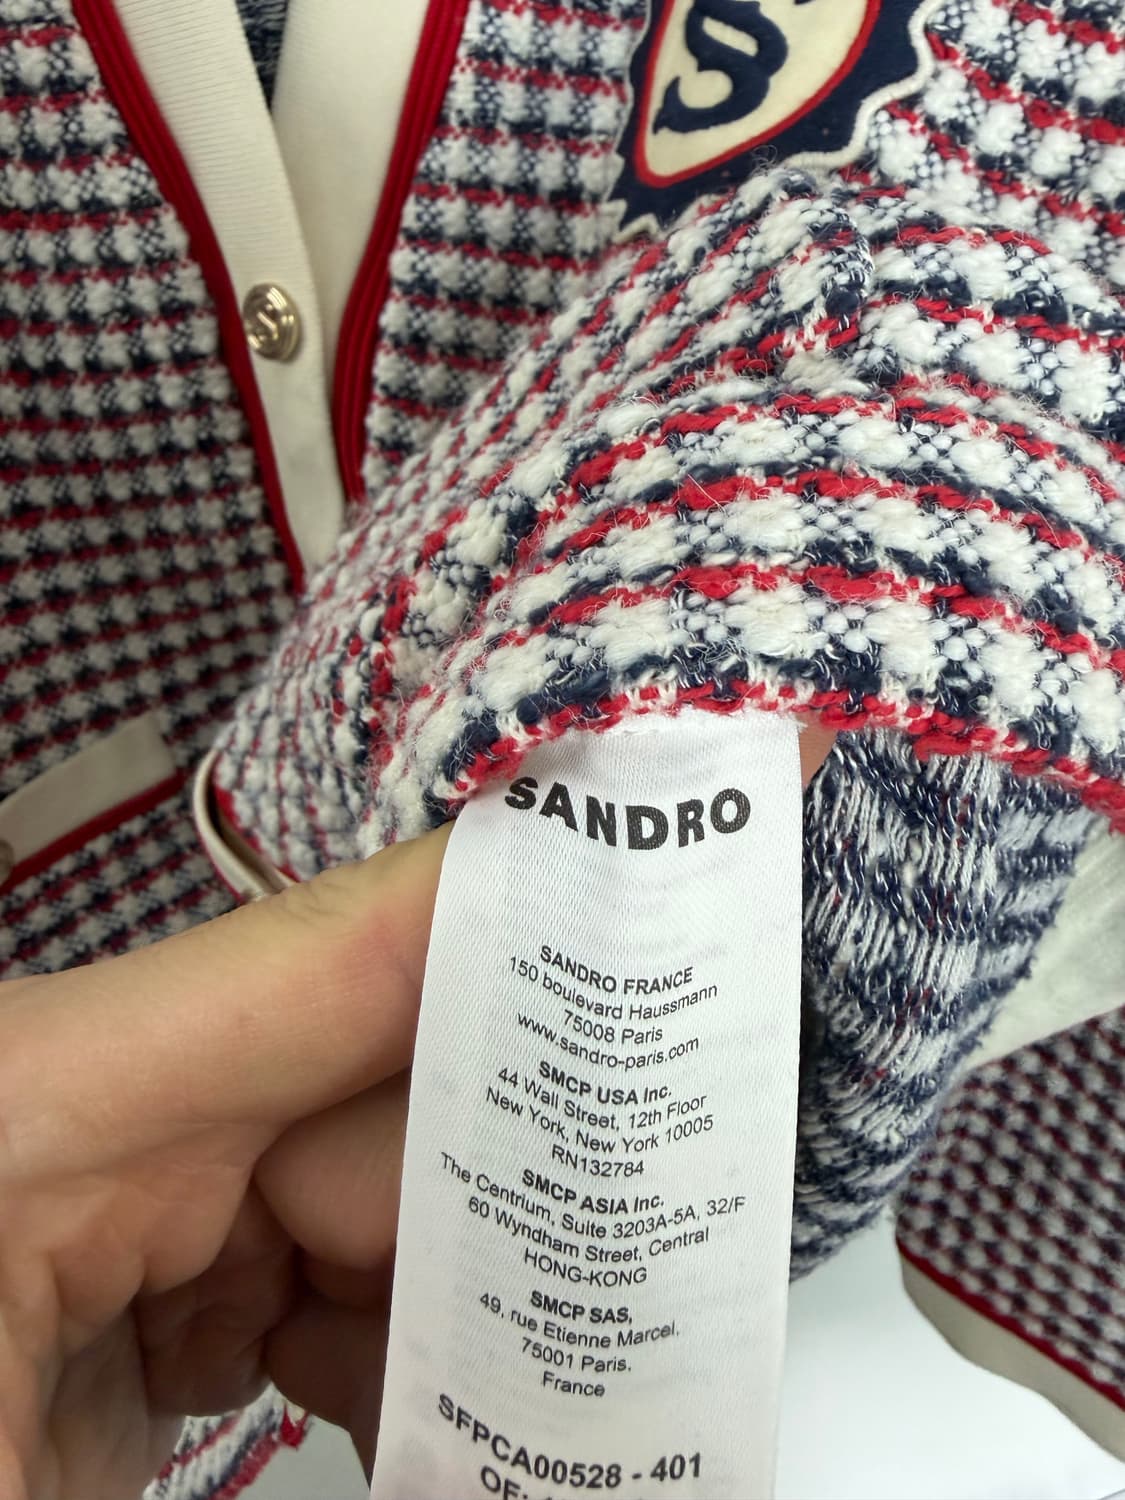 S
S
SANDRO
SANDRO FRANCE
150 boulevard Haussmann
75008 Paris
www.sandro-paris.com
SMCP USA Inc.
44 Wall Street, 12th Floor
New York, New York 10005
RN132784
SMCP ASIA Inc.
The Centrium, Suite 3203A-5A, 32/F
60 Wyndham Street, Central
HONG-KONG
SMCP SAS,
49, rue Etienne Marcel,
75001 Paris.
France
SFPCA00528 - 401
OF: